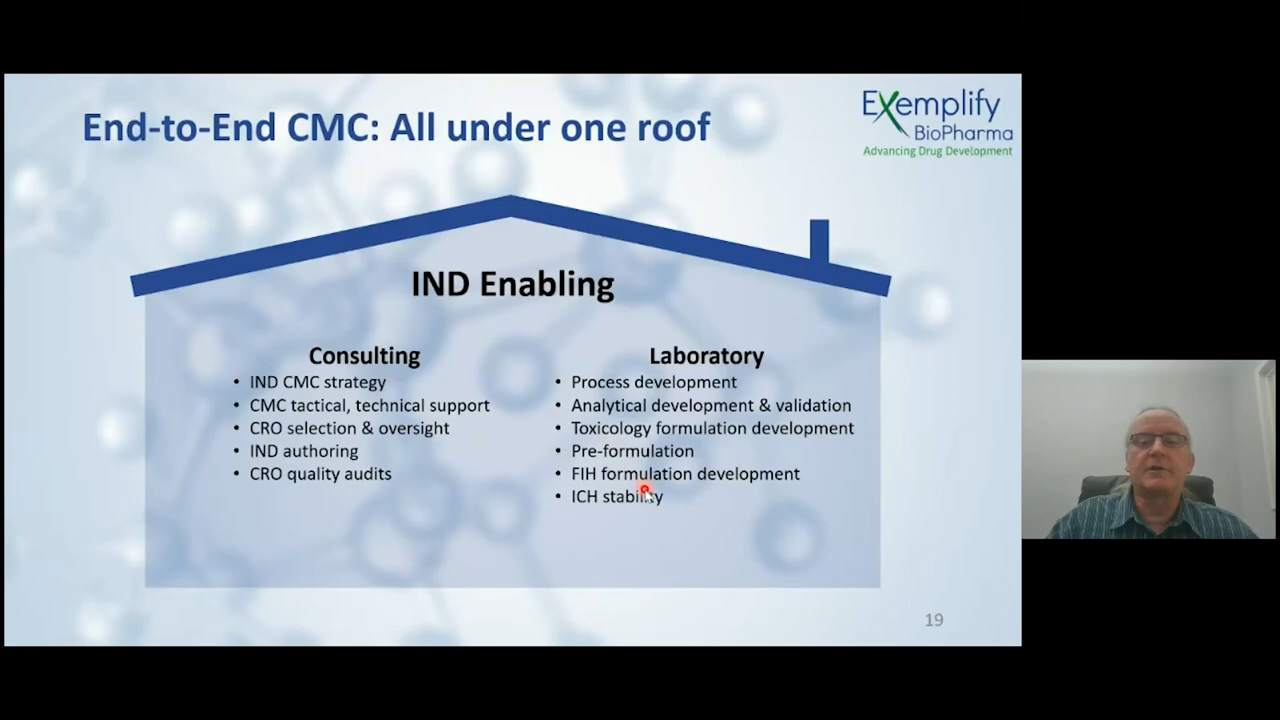 End-to-End CMC: All under one roof
Exemplify
BioPharma
Advancing Drug Development
IND Enabling
Consulting
• IND CMC strategy
• CMC tactical, technical support
• CRO selection & oversight
• IND authoring
• CRO quality audits
Laboratory
• Process development
• Analytical development & validation
• Toxicology formulation development
• Pre-formulation
• FIH formulation development
• ICH stability
19